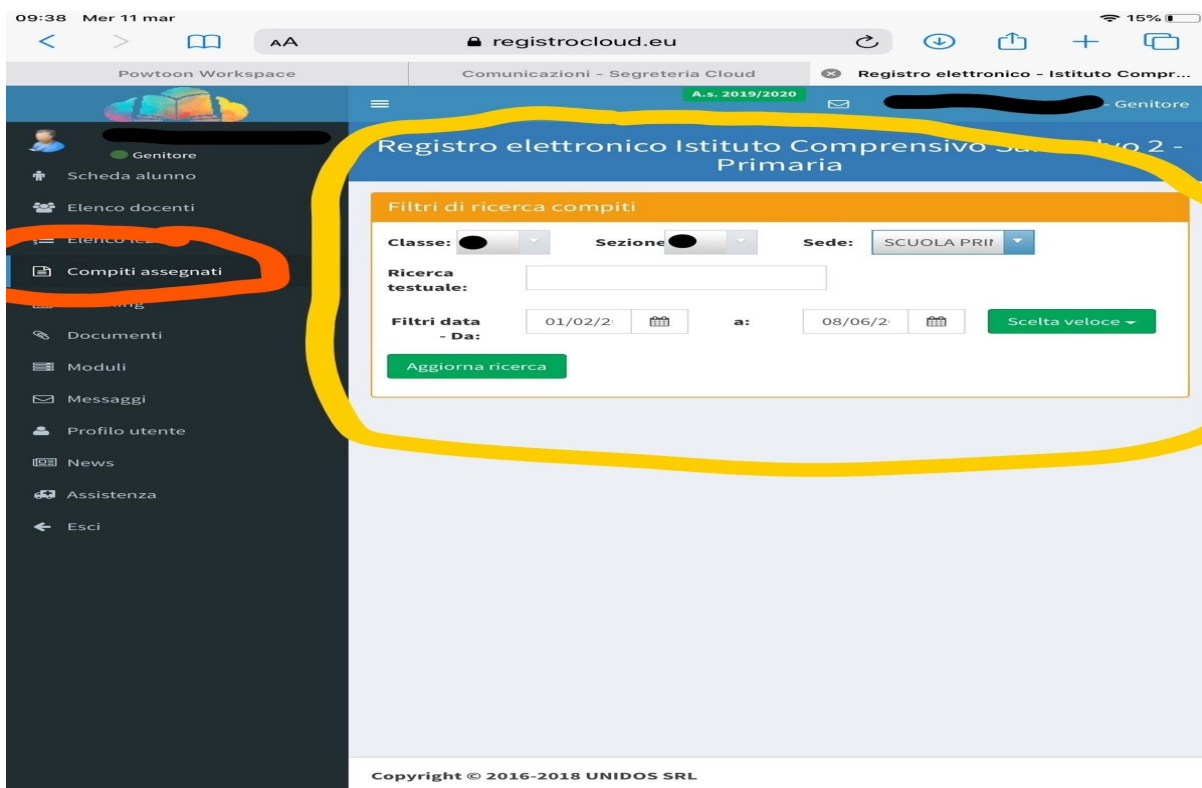 09:38 Mer 11 mar 15%
AA registrocloud.eu
Powtoon Workspace Comunicazioni - Segreteria Cloud Registro elettronico - Istituto Compr...
A.s. 2019/2020
- Genitore
Genitore
Scheda alunno
Elenco docenti
Elenco
Compiti assegnati
Documenti
Moduli
Messaggi
Profilo utente
News
Assistenza
Esci
Registro elettronico Istituto Comprensivo 2 -
Primaria
Filtri di ricerca compiti
Classe: Sezione Sede: SCUOLA PRI
Ricerca
testuale:
Filtri data 01/02/2 a: 08/06/2 Scelta veloce
- Da:
Aggiorna ricerca
Copyright © 2016-2018 UNIDOS SRL